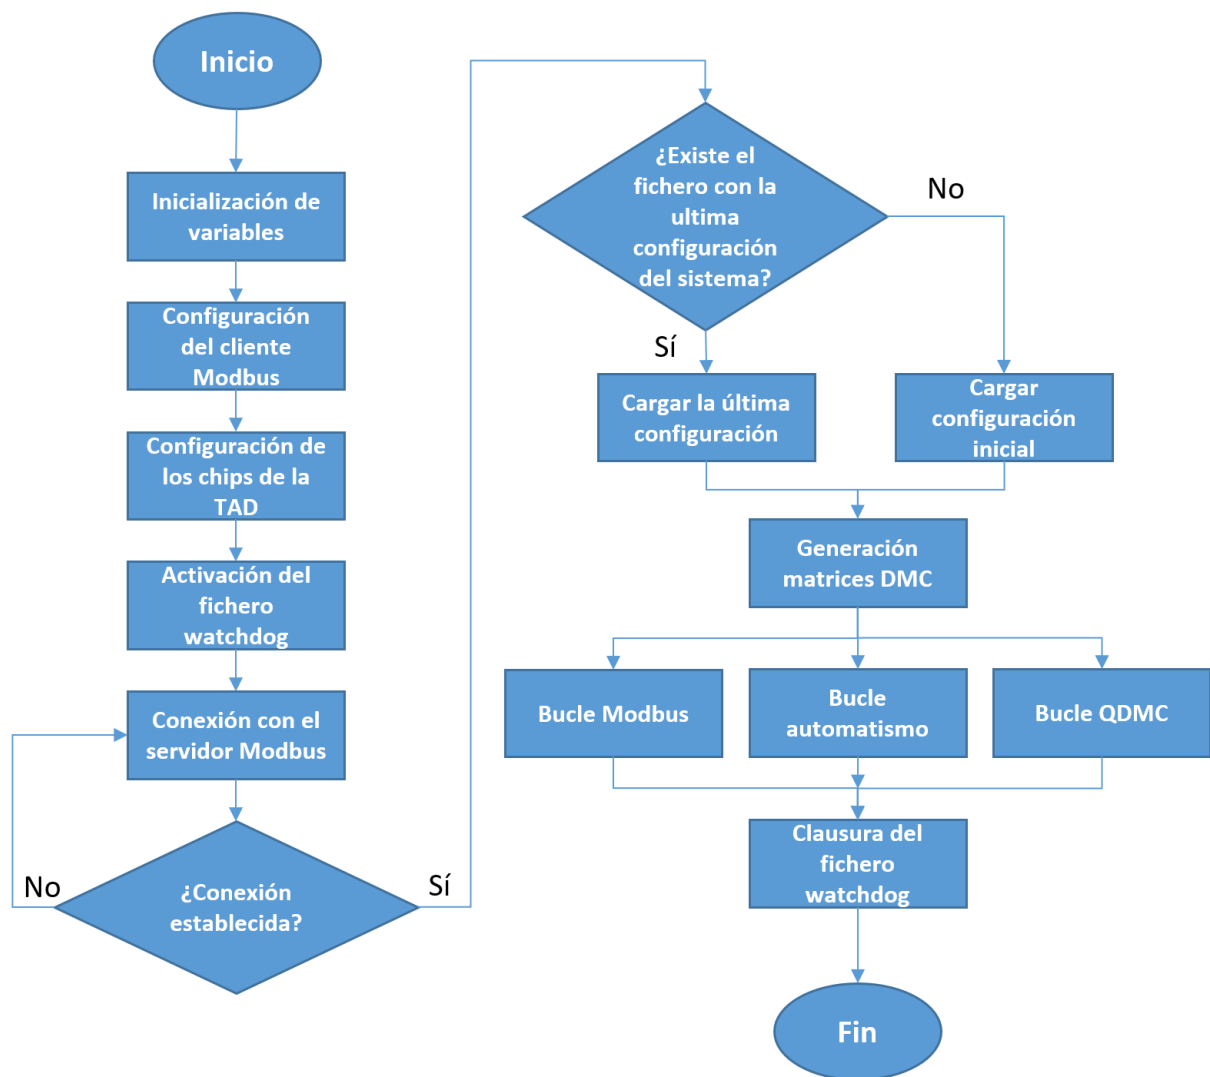 Inicio
Inicialización de
variables
Configuración
del cliente
Modbus
Configuración de
los chips de la
TAD
Activación del
fichero
watchdog
Conexión con el
servidor Modbus
¿Conexión
establecida?
No
Sí
¿Existe el
fichero con la
ultima
configuración
del sistema?
No
Sí
Cargar la última
configuración
Cargar
configuración
inicial
Generación
matrices DMC
Bucle Modbus
Bucle
automatismo
Bucle QDMC
Clausura del
fichero
watchdog
Fin